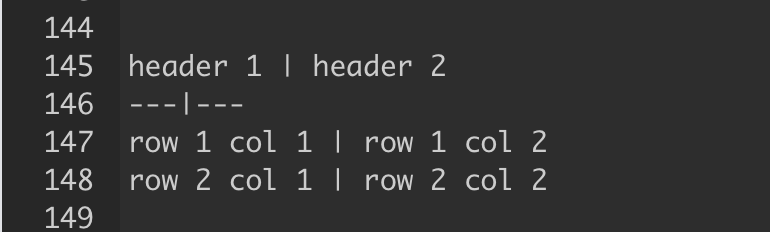 144
145 header 1 | header 2
146 ---|---
147 row 1 col 1 | row 1 col 2
148 row 2 col 1 | row 2 col 2
149